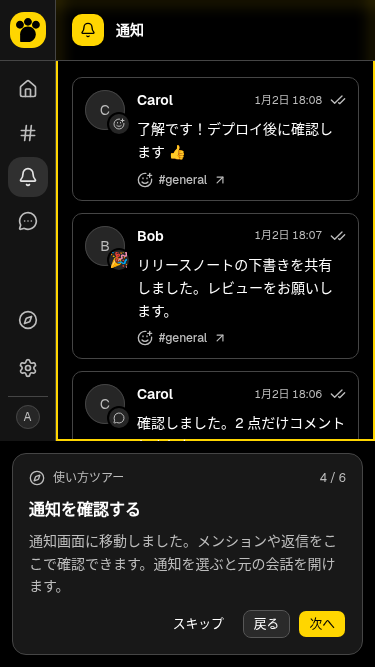 通知
C
Carol
1月2日 18:08
了解です！デプロイ後に確認し
ます 👍
#general
B
Bob
1月2日 18:07
リリースノートの下書きを共有
しました。レビューをお願いし
ます。
#general
C
Carol
1月2日 18:06
確認しました。2 点だけコメント
A
使い方ツアー
4 / 6
通知を確認する
通知画面に移動しました。メンションや返信をこ
こで確認できます。通知を選ぶと元の会話を開け
ます。
スキップ
戻る
次へ